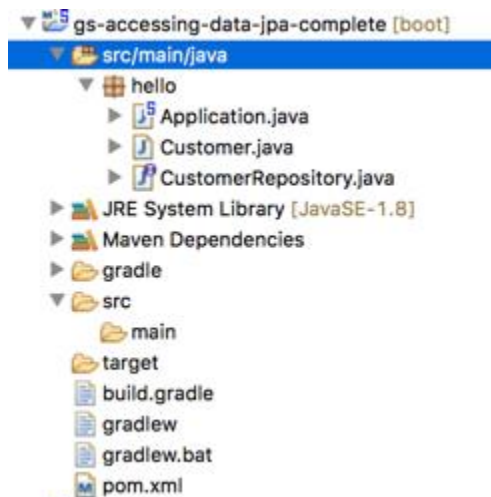 gs-accessing-data-jpa-complete [boot]
src/main/java
hello
Application.java
Customer.java
CustomerRepository.java
JRE System Library [JavaSE-1.8]
Maven Dependencies
gradle
src
main
target
build.gradle
gradlew
gradlew.bat
pom.xml